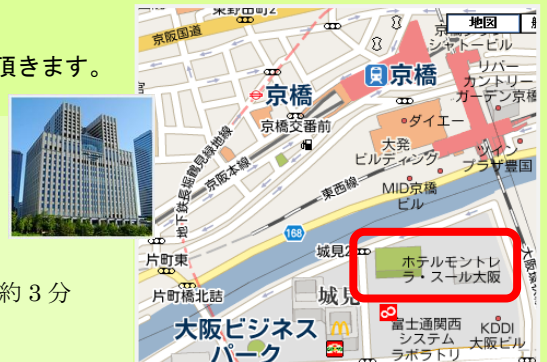 頂きます。
約 3 分
東野田町2
京阪国道
地図
シャトービル
リバー
カントリー
ガーデン京橋
京橋
京橋
京橋交番前
ダイエー
大発
ビルディング
ツイン
プラザ豊国
地下鉄長堀鶴見緑地線
京阪本線
東西線
MID京橋
ビル
168
片町東
城見2
ホテルモントレ
ラ・スール大阪
片町橋北詰
城見
大阪ビジネス
パーク
富士通関西
システム
ラボラトリ
KDDI
大阪ビル